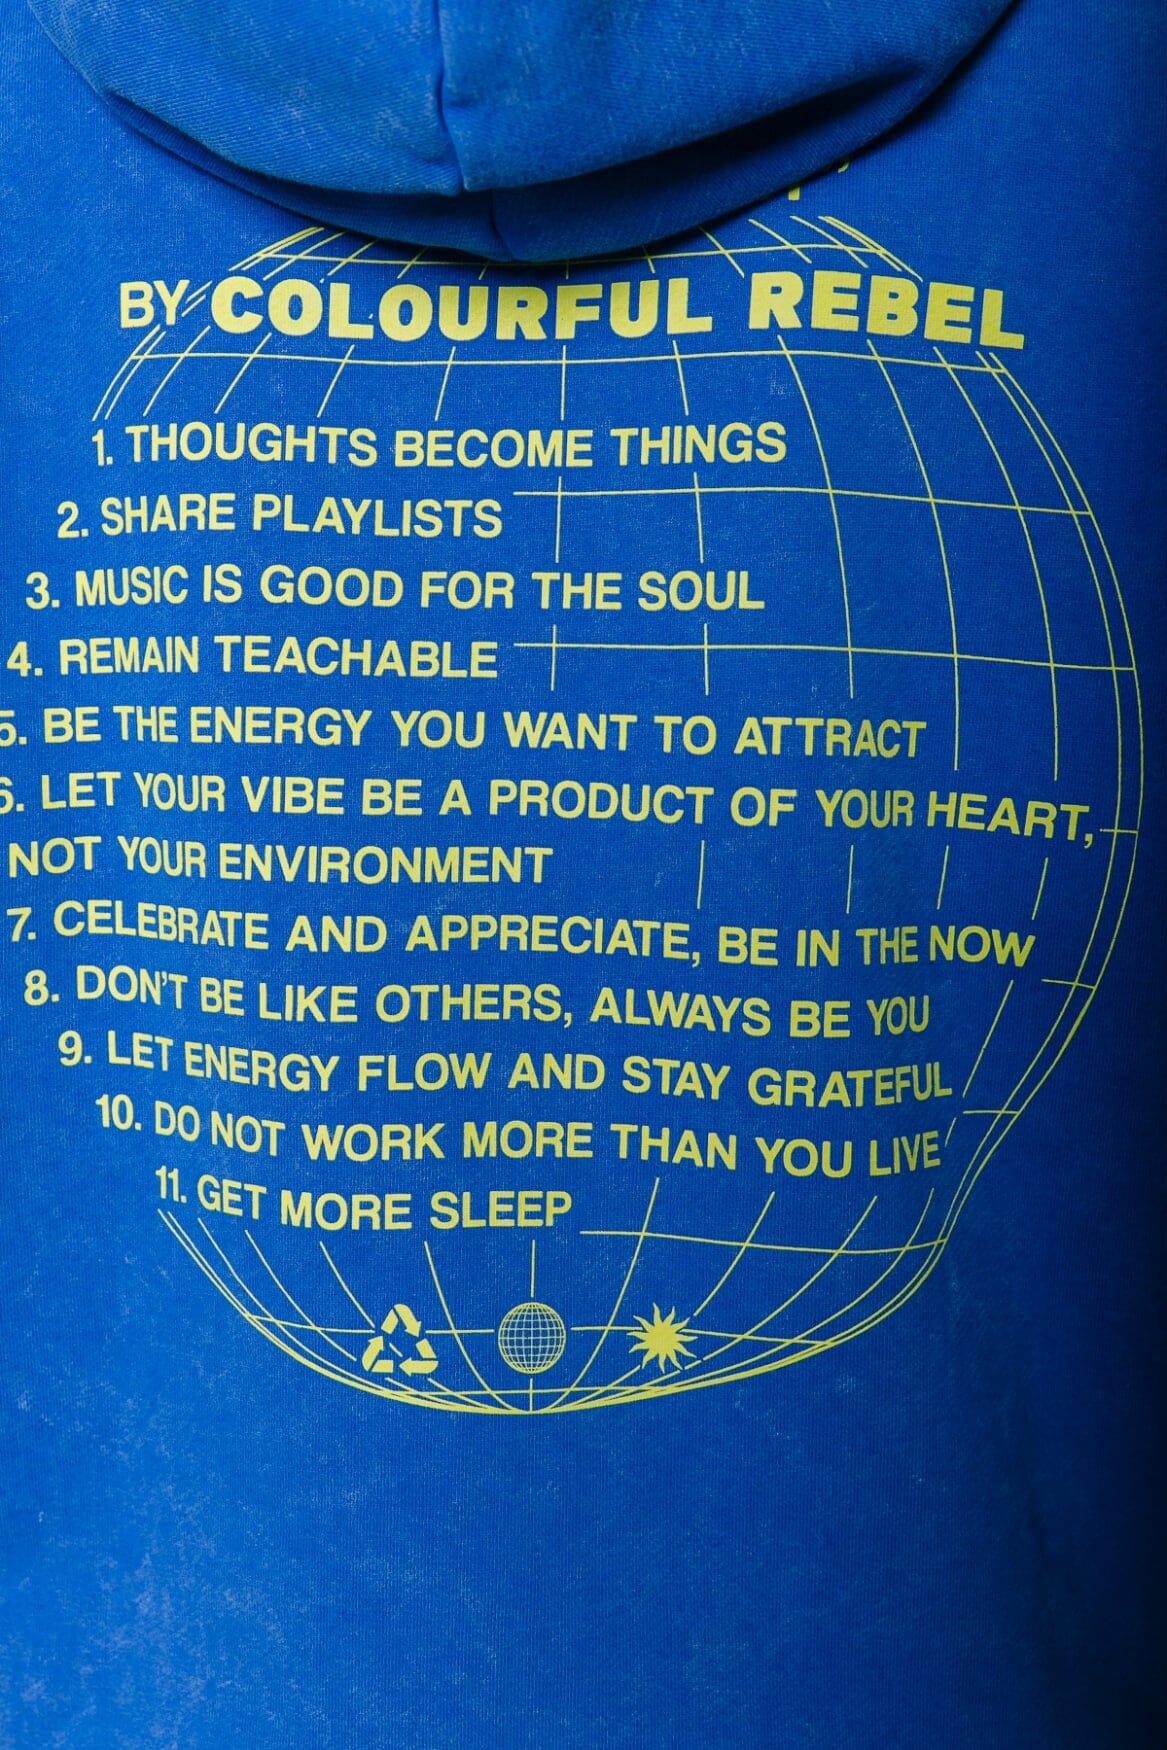 BY COLOURFUL REBEL
1. THOUGHTS BECOME THINGS
2. SHARE PLAYLISTS
3. MUSIC IS GOOD FOR THE SOUL
4. REMAIN TEACHABLE
5. BE THE ENERGY YOU WANT TO ATTRACT
6. LET YOUR VIBE BE A PRODUCT OF YOUR HEART,
NOT YOUR ENVIRONMENT
7. CELEBRATE AND APPRECIATE, BE IN THE NOW
8. DON'T BE LIKE OTHERS, ALWAYS BE YOU
9. LET ENERGY FLOW AND STAY GRATEFUL
10. DO NOT WORK MORE THAN YOU LIVE
11. GET MORE SLEEP